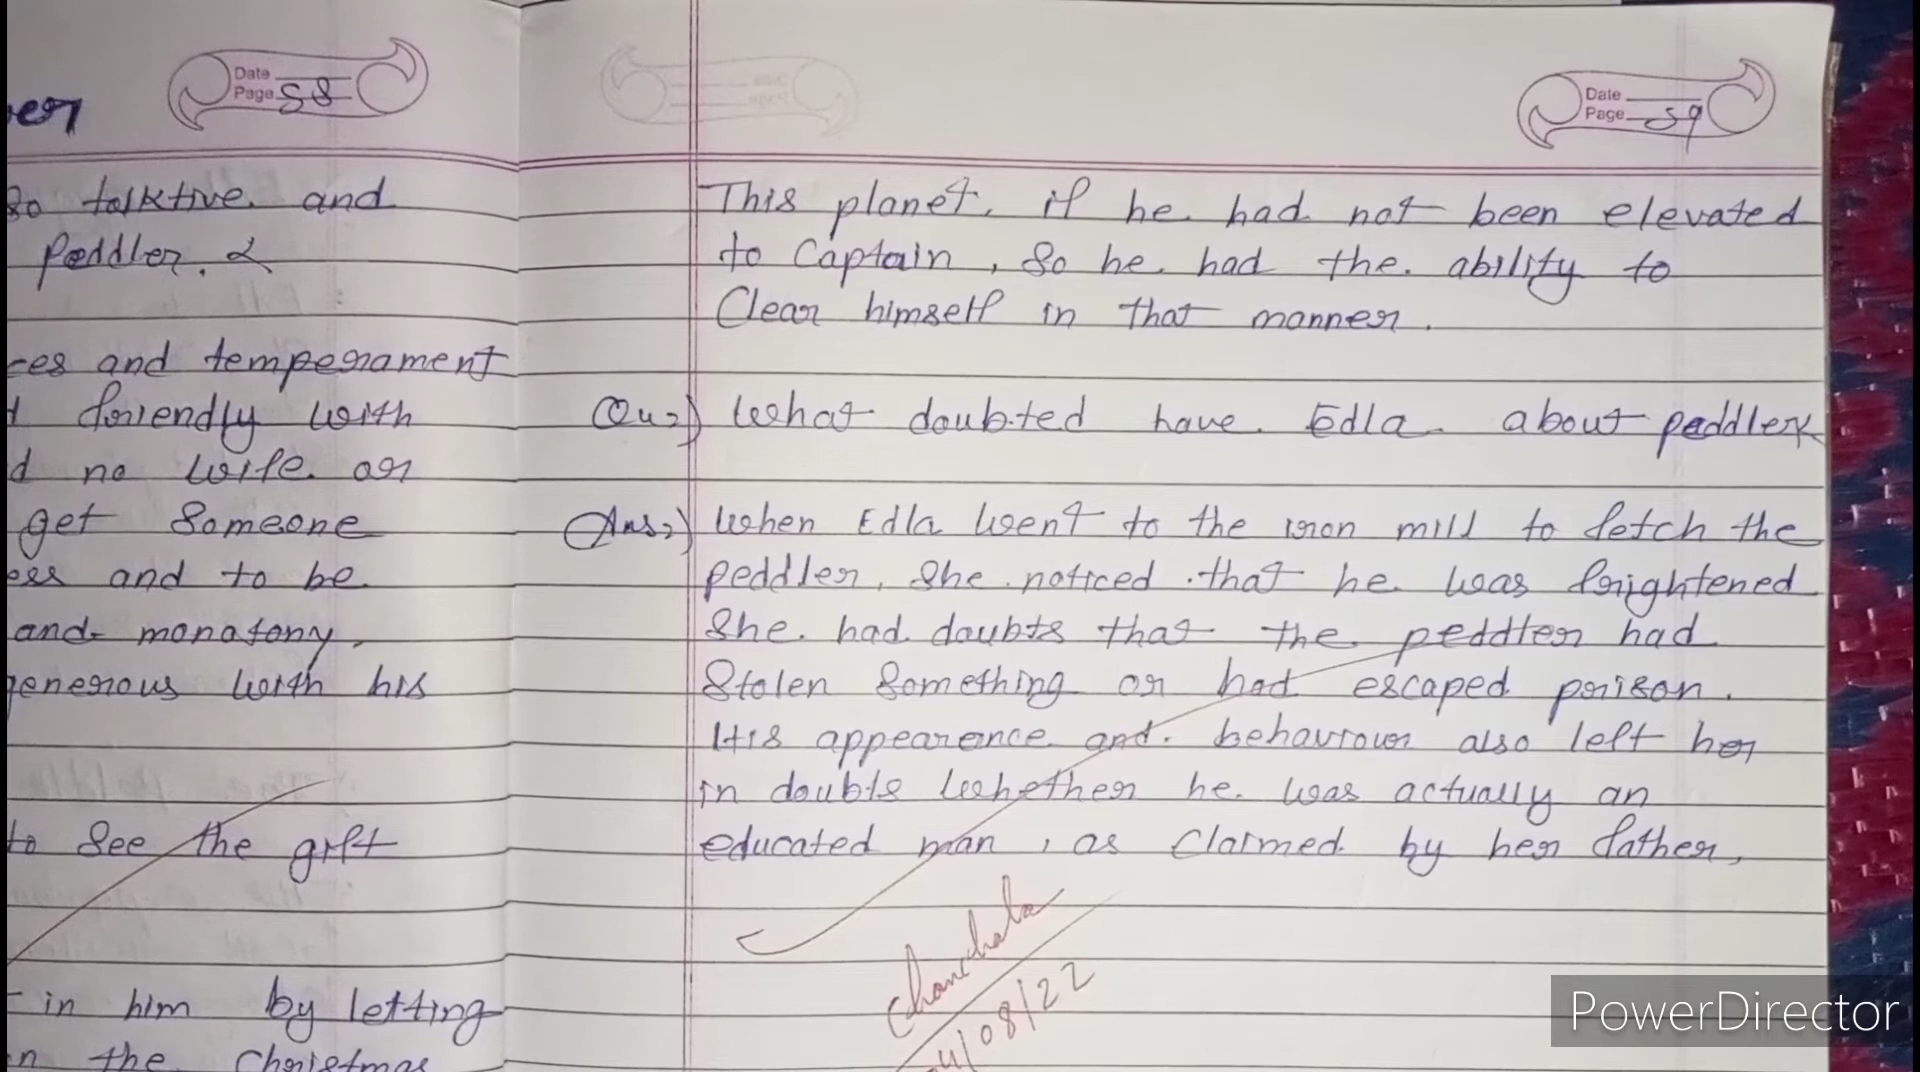 Date
Page 58
so talktive. and
Peddler. &
and temperament
friendly with
no wife. or
get Someone
and to be.
and monatony.
generous with his
to See the gift
in him by letting
the Christmas
Date
Page 59
This planet. if he had not been elevated
to Captain, So he had the. ability to
Clear himself in that manner.
Qu2) What doubted have Edla about peddler
Ans2) When Edla went to the iron mill to fetch the
peddler, She noticed that he was frightened
She had doubts that the peddler had
Stolen Something or had escaped prison.
His appearence and behaviour also left her
in doubts whether he was actually an
educated man, as Claimed by her father,
Chanchala
08/22
PowerDirector